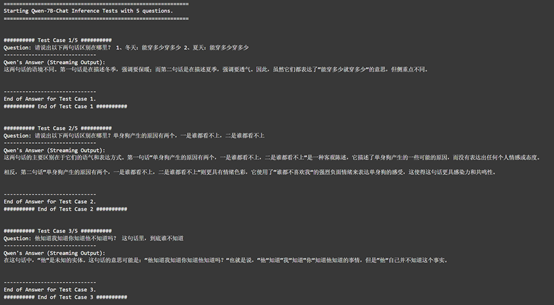 ============================================================
Starting Qwen-7B-Chat Inference Tests with 5 questions.
============================================================
########## Test Case 1/5 ##########
Question: 请说出以下两句话区别在哪里? 1、冬天:能穿多少穿多少 2、夏天:能穿多少穿多少
------------------------------
Qwen's Answer (Streaming Output):
这两句话的语境不同。第一句话是在描述冬季,强调要保暖;而第二句话是在描述夏季,强调要透气。因此,虽然它们都表达了"能穿多少就穿多少"的意思,但侧重点不同。
------------------------------
End of Answer for Test Case 1.
########## End of Test Case 1 ##########
########## Test Case 2/5 ##########
Question: 请说出以下两句话区别在哪里?单身狗产生的原因有两个,一是谁都看不上,二是谁都看不上
------------------------------
Qwen's Answer (Streaming Output):
这两句话的主要区别在于它们的语气和表达方式。第一句话"单身狗产生的原因有两个,一是谁都看不上,二是谁都看不上"是一种客观陈述,它描述了单身狗产生的一些可能的原因,而没有表达出任何个人情感或态度。
相反,第二句话"单身狗产生的原因有两个,一是谁都看不上,二是谁都看不上"则更具有情绪色彩,它使用了"谁都不喜欢我"的强烈负面情绪来表达单身狗的感受,这使得这句话更具感染力和共鸣性。
------------------------------
End of Answer for Test Case 2.
########## End of Test Case 2 ##########
########## Test Case 3/5 ##########
Question: 他知道我知道你知道他不知道吗? 这句话里,到底谁不知道
------------------------------
Qwen's Answer (Streaming Output):
在这句话中,"他"是未知的实体。这句话的意思可能是:"他知道我知道你知道他知道吗?"也就是说,"他"知道"我"知道"你"知道他知道的事情,但是"他"自己并不知道这个事实。
------------------------------
End of Answer for Test Case 3.
########## End of Test Case 3 ##########